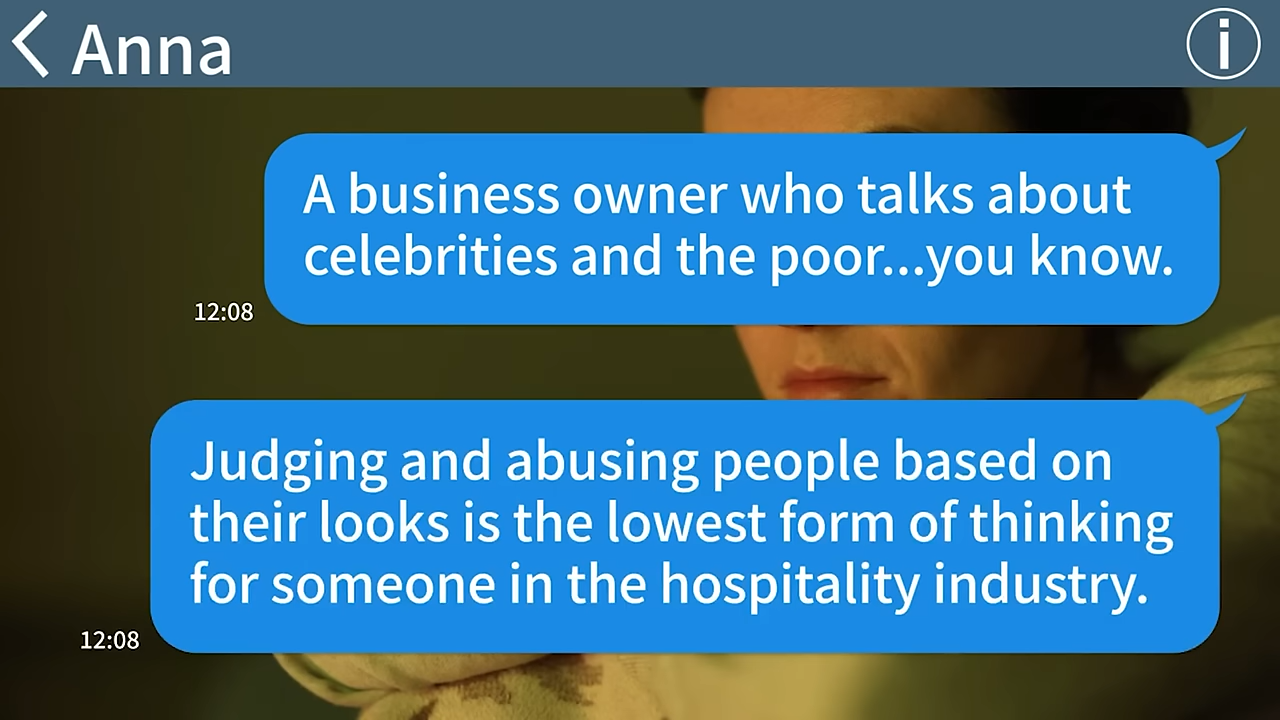 Anna
A business owner who talks about
celebrities and the poor...you know.
12:08
Judging and abusing people based on
their looks is the lowest form of thinking
for someone in the hospitality industry.
12:08